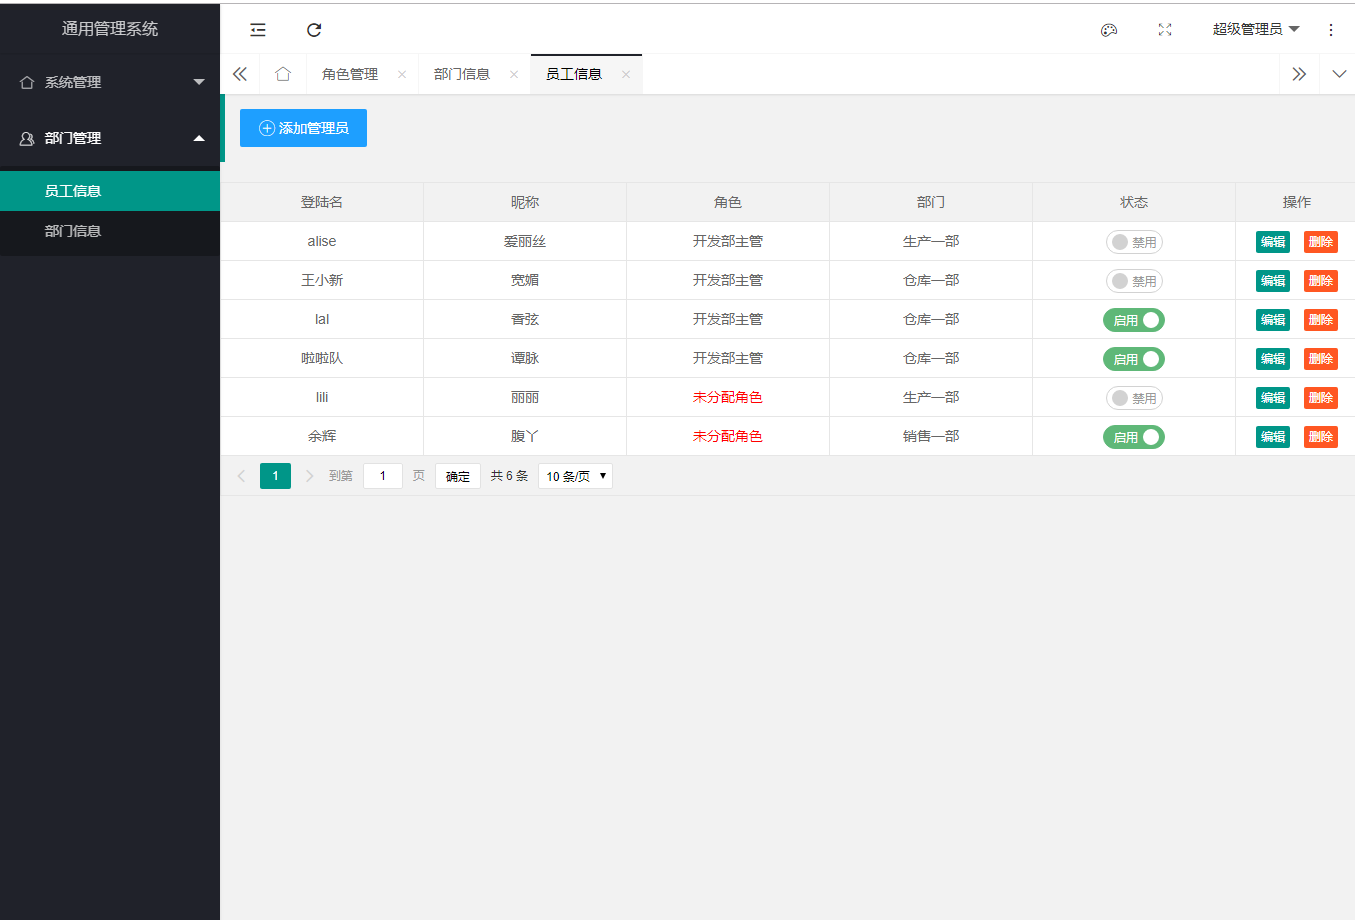 通用管理系统
超级管理员
系统管理
部门管理
员工信息
部门信息
角色管理 部门信息 员工信息
添加管理员
登陆名 昵称 角色 部门 状态 操作
alise 爱丽丝 开发部主管 生产一部 禁用 编辑 删除
王小新 宽媚 开发部主管 仓库一部 禁用 编辑 删除
lal 香弦 开发部主管 仓库一部 启用 编辑 删除
啦啦队 谭脉 开发部主管 仓库一部 启用 编辑 删除
lili 丽丽 未分配角色 生产一部 禁用 编辑 删除
余辉 腹丫 未分配角色 销售一部 启用 编辑 删除
1 到第 1 页 确定 共 6 条 10 条/页